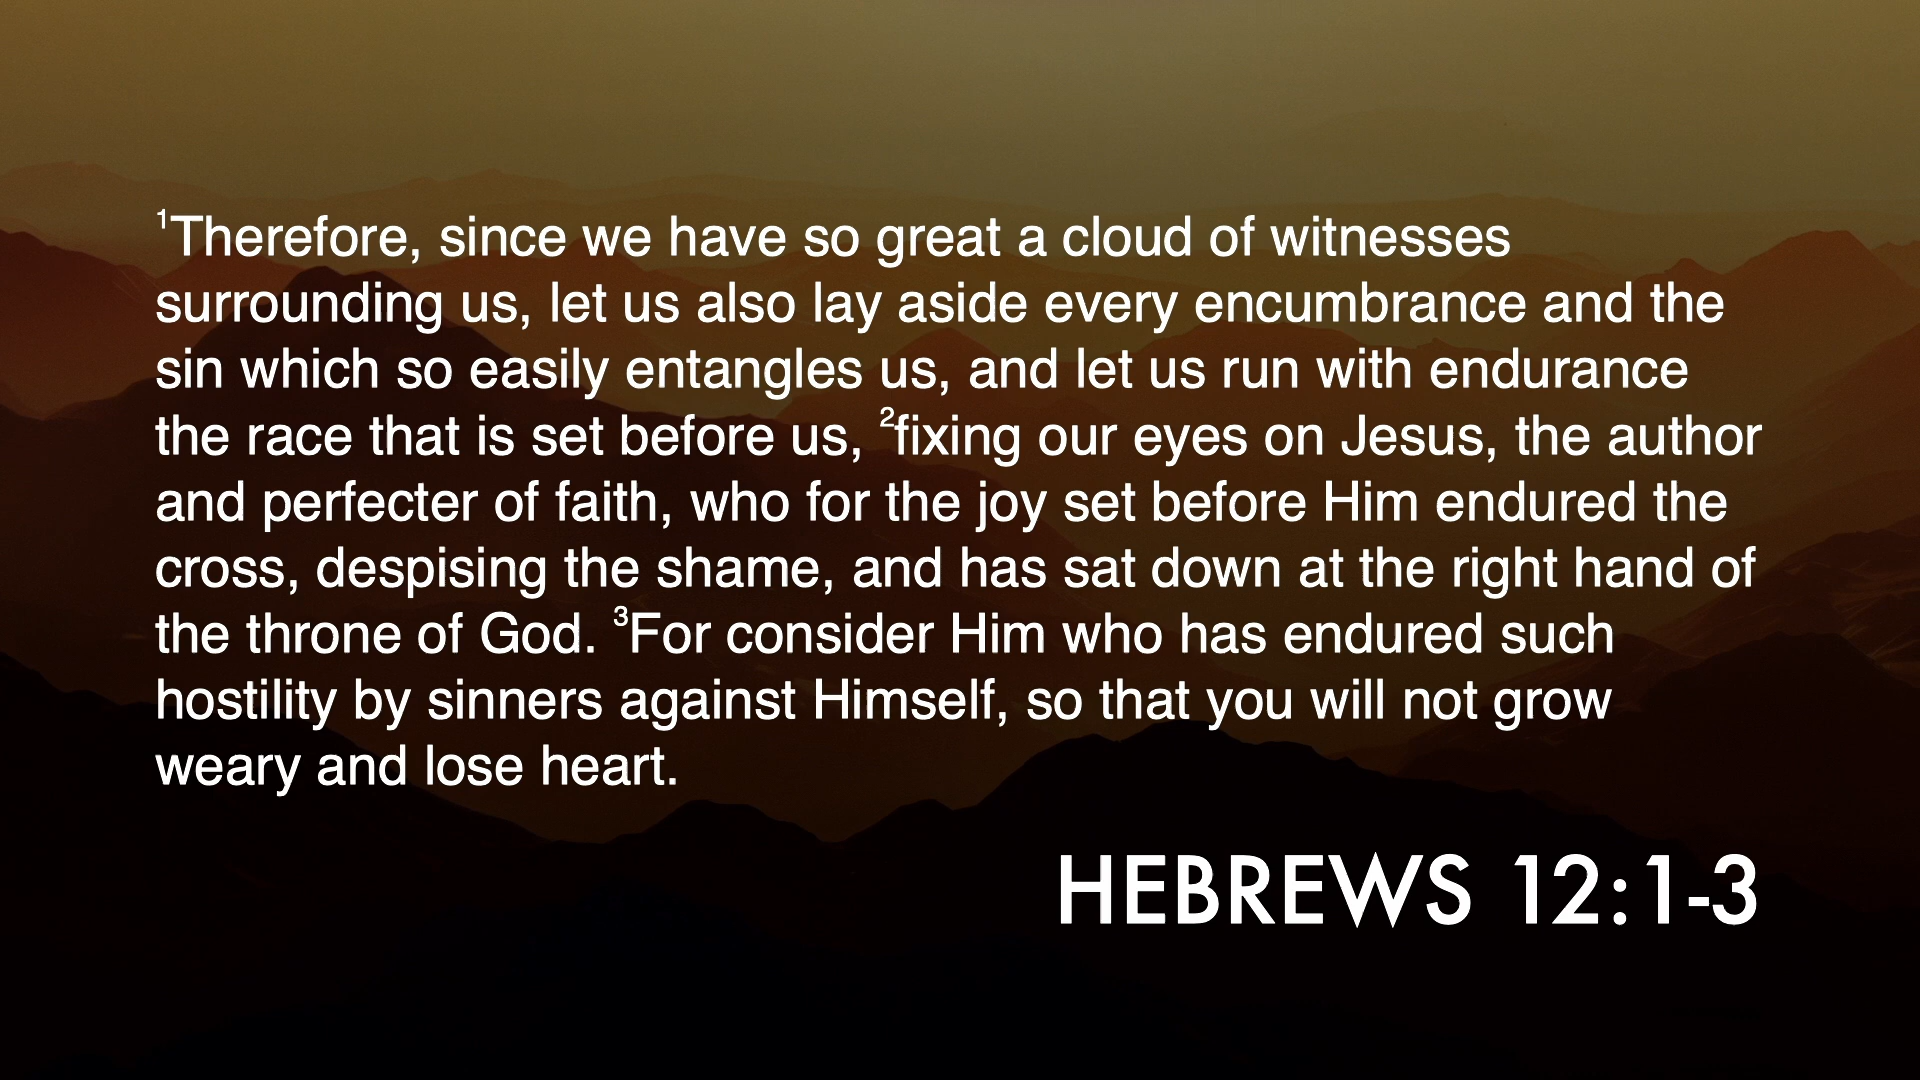 ¹Therefore, since we have so great a cloud of witnesses
surrounding us, let us also lay aside every encumbrance and the
sin which so easily entangles us, and let us run with endurance
the race that is set before us, ²fixing our eyes on Jesus, the author
and perfecter of faith, who for the joy set before Him endured the
cross, despising the shame, and has sat down at the right hand of
the throne of God. ³For consider Him who has endured such
hostility by sinners against Himself, so that you will not grow
weary and lose heart.
HEBREWS 12:1-3